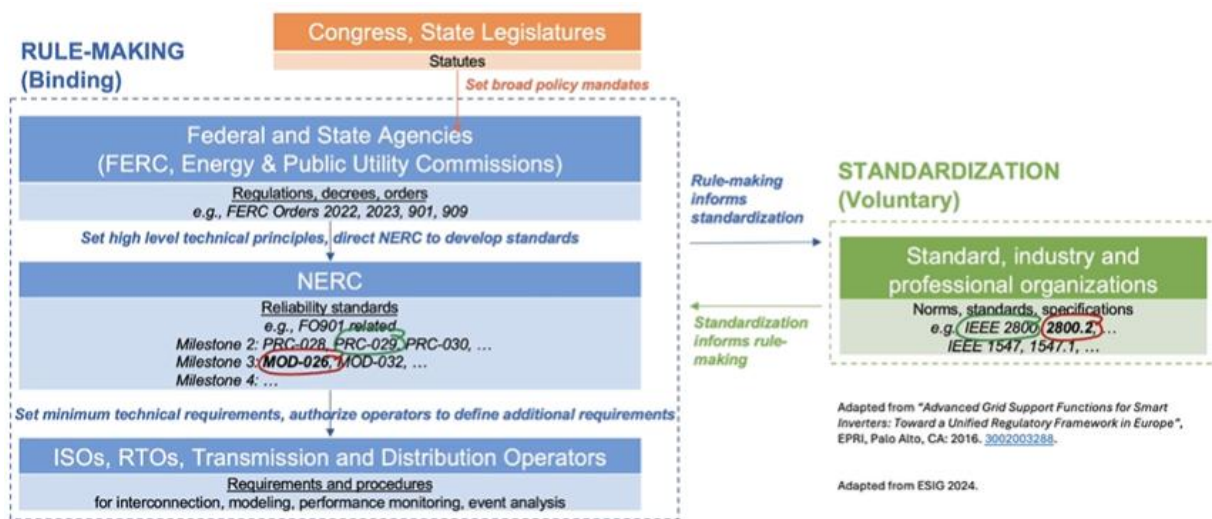 Congress, State Legislatures
Statutes
RULE-MAKING
(Binding)
Set broad policy mandates
Federal and State Agencies
(FERC, Energy & Public Utility Commissions)
Regulations, decrees, orders
e.g., FERC Orders 2022, 2023, 901, 909
Set high level technical principles, direct NERC to develop standards
NERC
Reliability standards
e.g., FO901 related
Milestone 2: PRC-028, PRC-029, PRC-030, ...
Milestone 3: MOD-026, MOD-032, ...
Milestone 4: ...
Set minimum technical requirements, authorize operators to define additional requirements
ISOs, RTOs, Transmission and Distribution Operators
Requirements and procedures
for interconnection, modeling, performance monitoring, event analysis
Rule-making
informs
standardization
Standardization
informs rule-
making
STANDARDIZATION
(Voluntary)
Standard, industry and
professional organizations
Norms, standards, specifications
e.g. IEEE 2800, 2800.2, ...
IEEE 1547, 1547.1, ...
Adapted from "Advanced Grid Support Functions for Smart
Inverters: Toward a Unified Regulatory Framework in Europe",
EPRI, Palo Alto, CA: 2016. 3002003288.
Adapted from ESIG 2024.